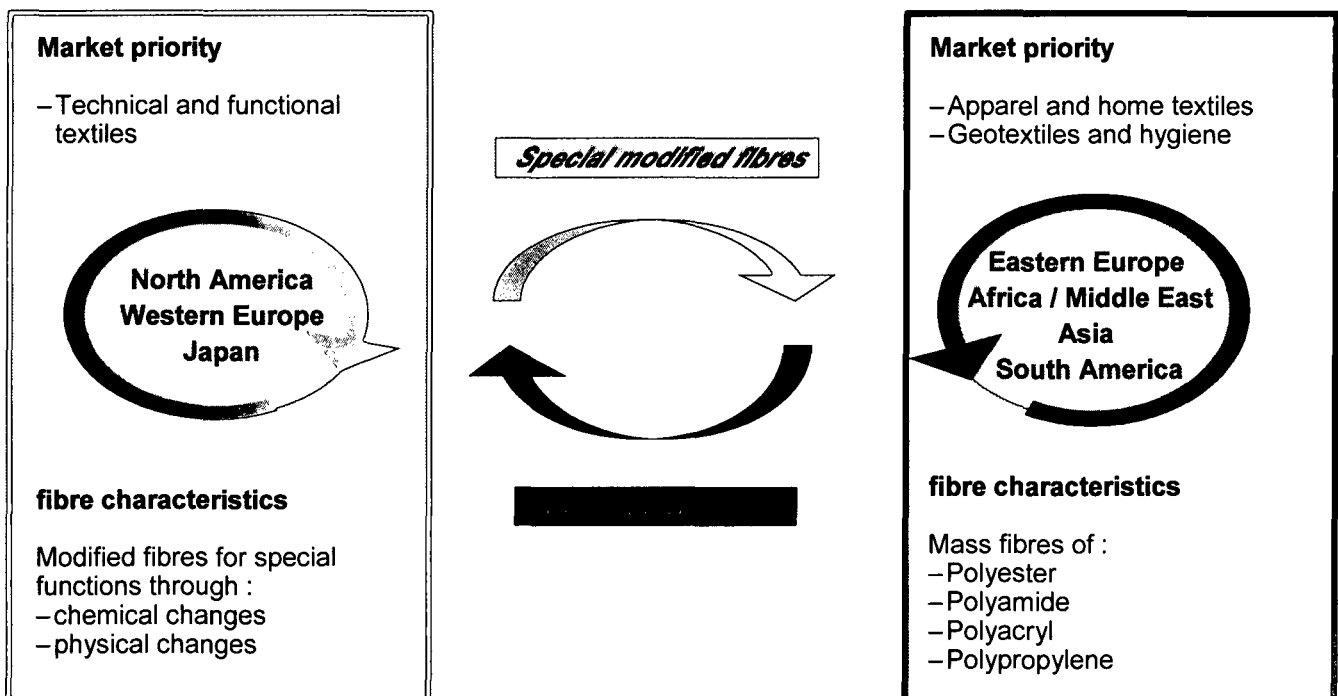 Market priority
–Technical and functional
textiles
North America
Western Europe
Japan
fibre characteristics
Modified fibres for special
functions through :
–chemical changes
–physical changes
Special modified fibres
Market priority
–Apparel and home textiles
–Geotextiles and hygiene
Eastern Europe
Africa / Middle East
Asia
South America
fibre characteristics
Mass fibres of :
–Polyester
–Polyamide
–Polyacryl
–Polypropylene